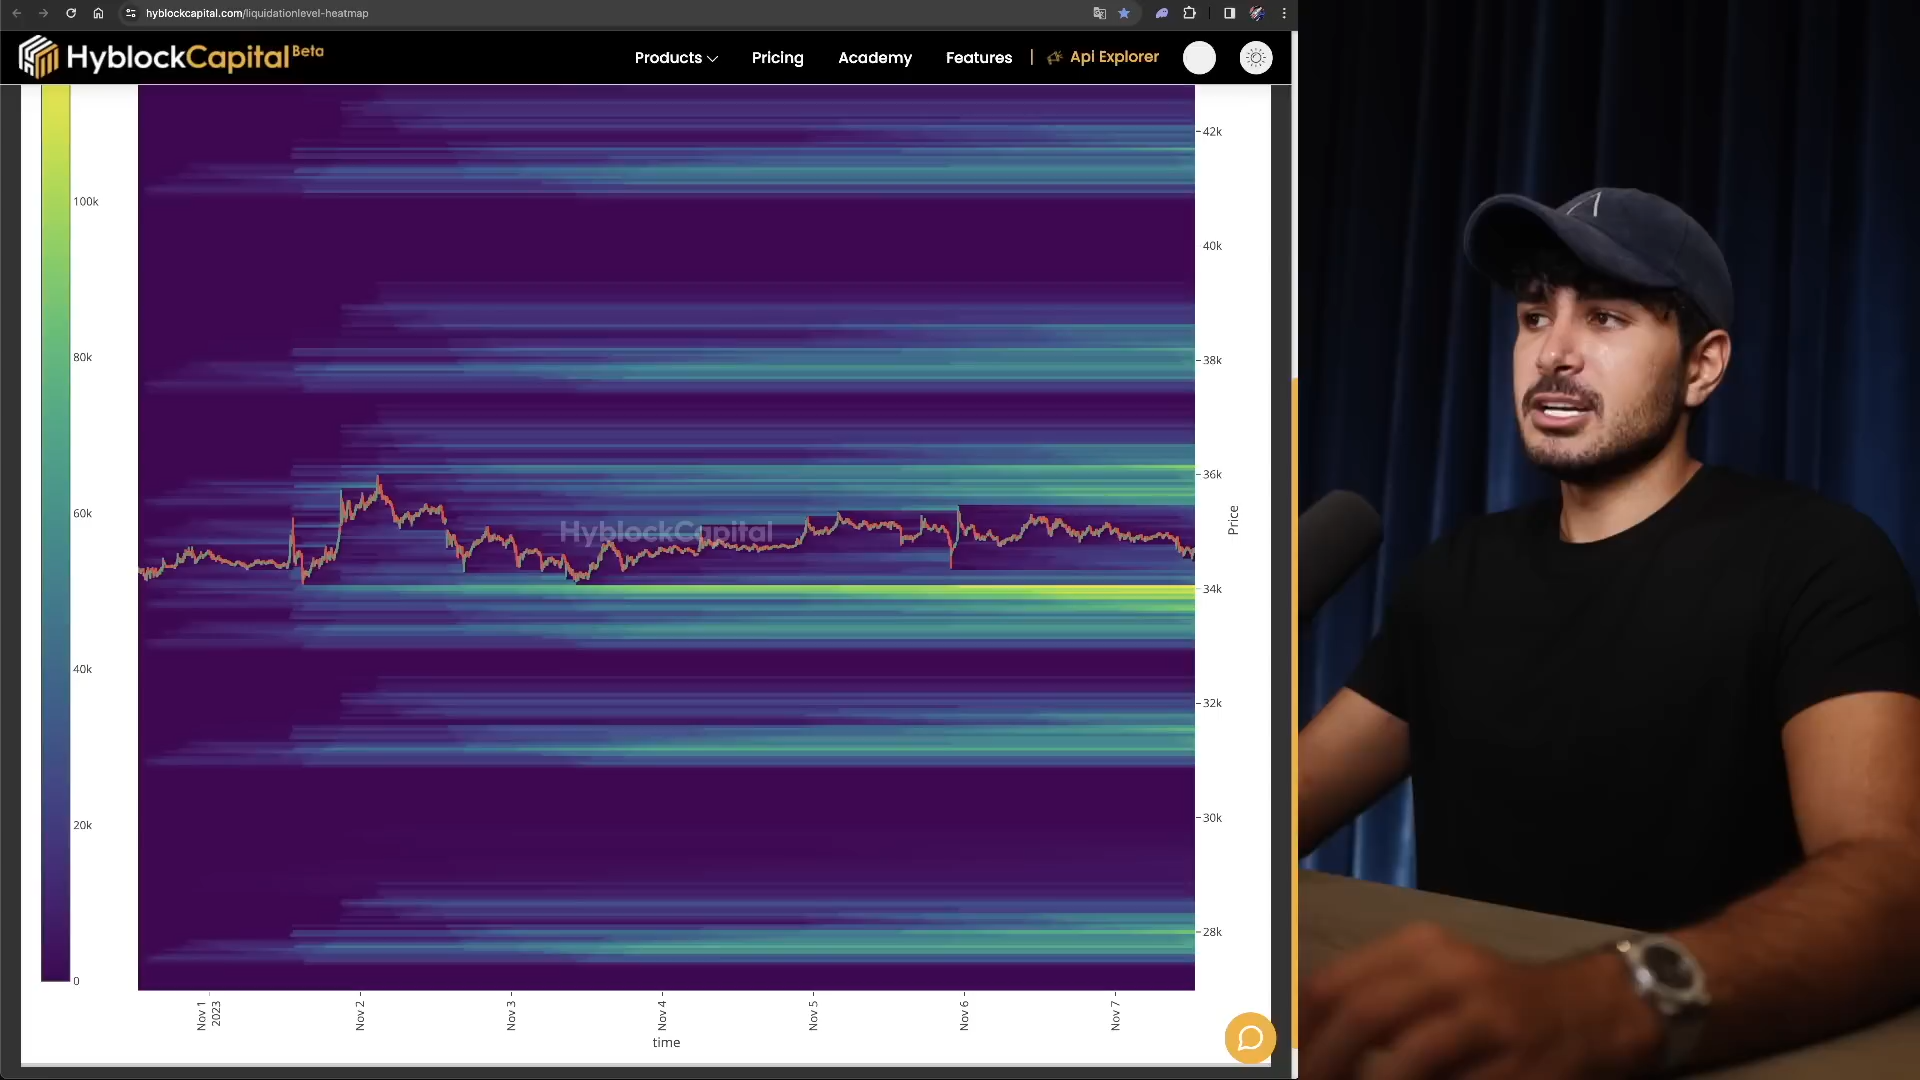 hyblockcapital.com/liquidationlevel-heatmap
HyblockCapital Beta
Products
Pricing
Academy
Features
Api Explorer
100k
80k
60k
40k
20k
0
HyblockCapital
42k
40k
38k
36k
34k
32k
30k
28k
Price
Nov 1
2023
Nov 2
Nov 3
Nov 4
Nov 5
Nov 6
Nov 7
time